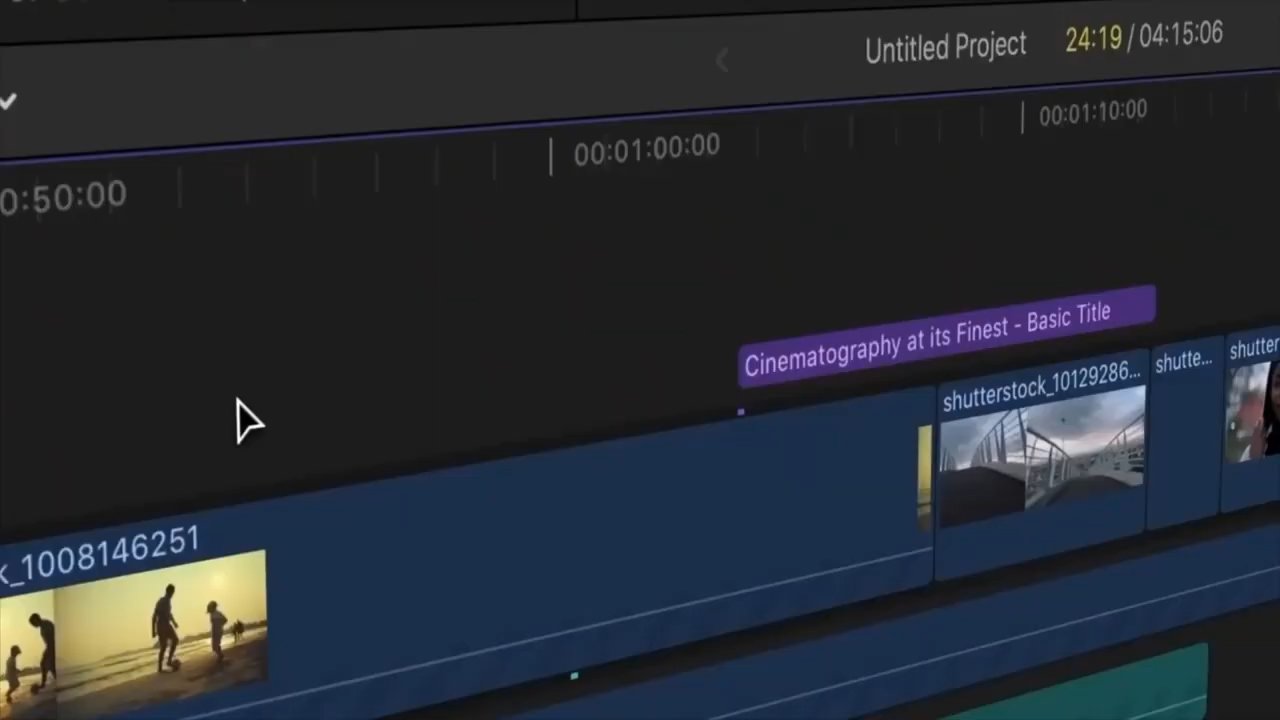 Untitled Project 24:19 / 04:15:06
0:50:00 00:01:00:00 00:01:10:00
Cinematography at its Finest - Basic Title
shutterstock_10129286... shutte... shutter
k_1008146251